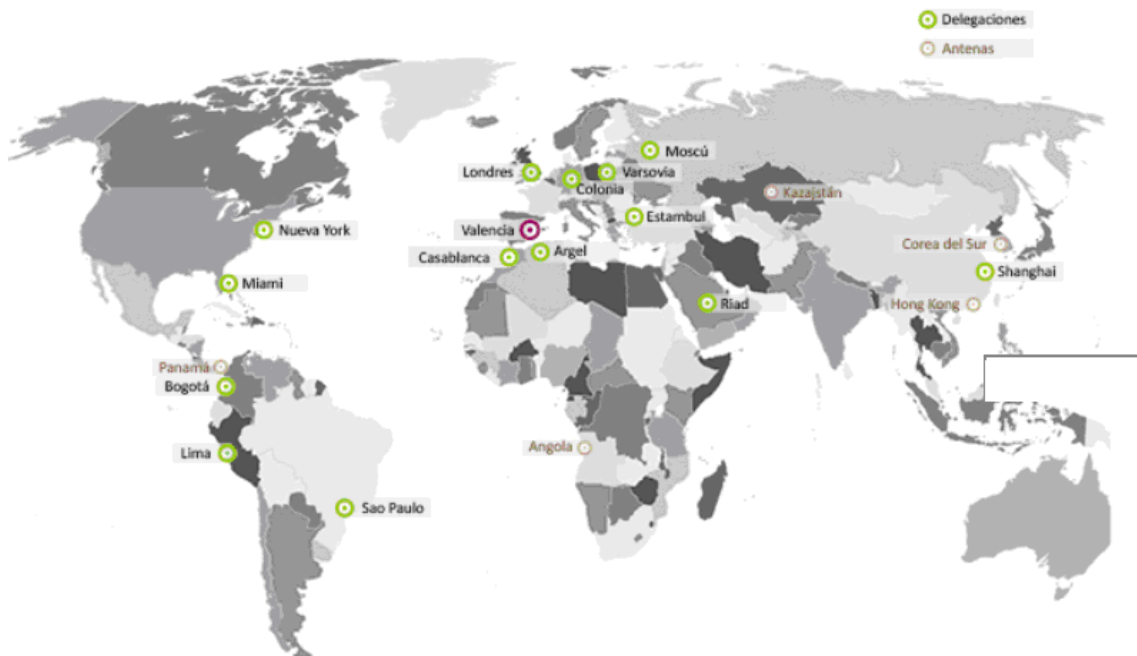 Delegaciones
Antenas
Moscú
Londres
Varsovia
Colonia
Kazajstán
Estambul
Nueva York
Valencia
Corea del Sur
Casablanca
Argel
Shanghai
Miami
Riad
Hong Kong
Panamá
Bogotá
Angola
Lima
Sao Paulo